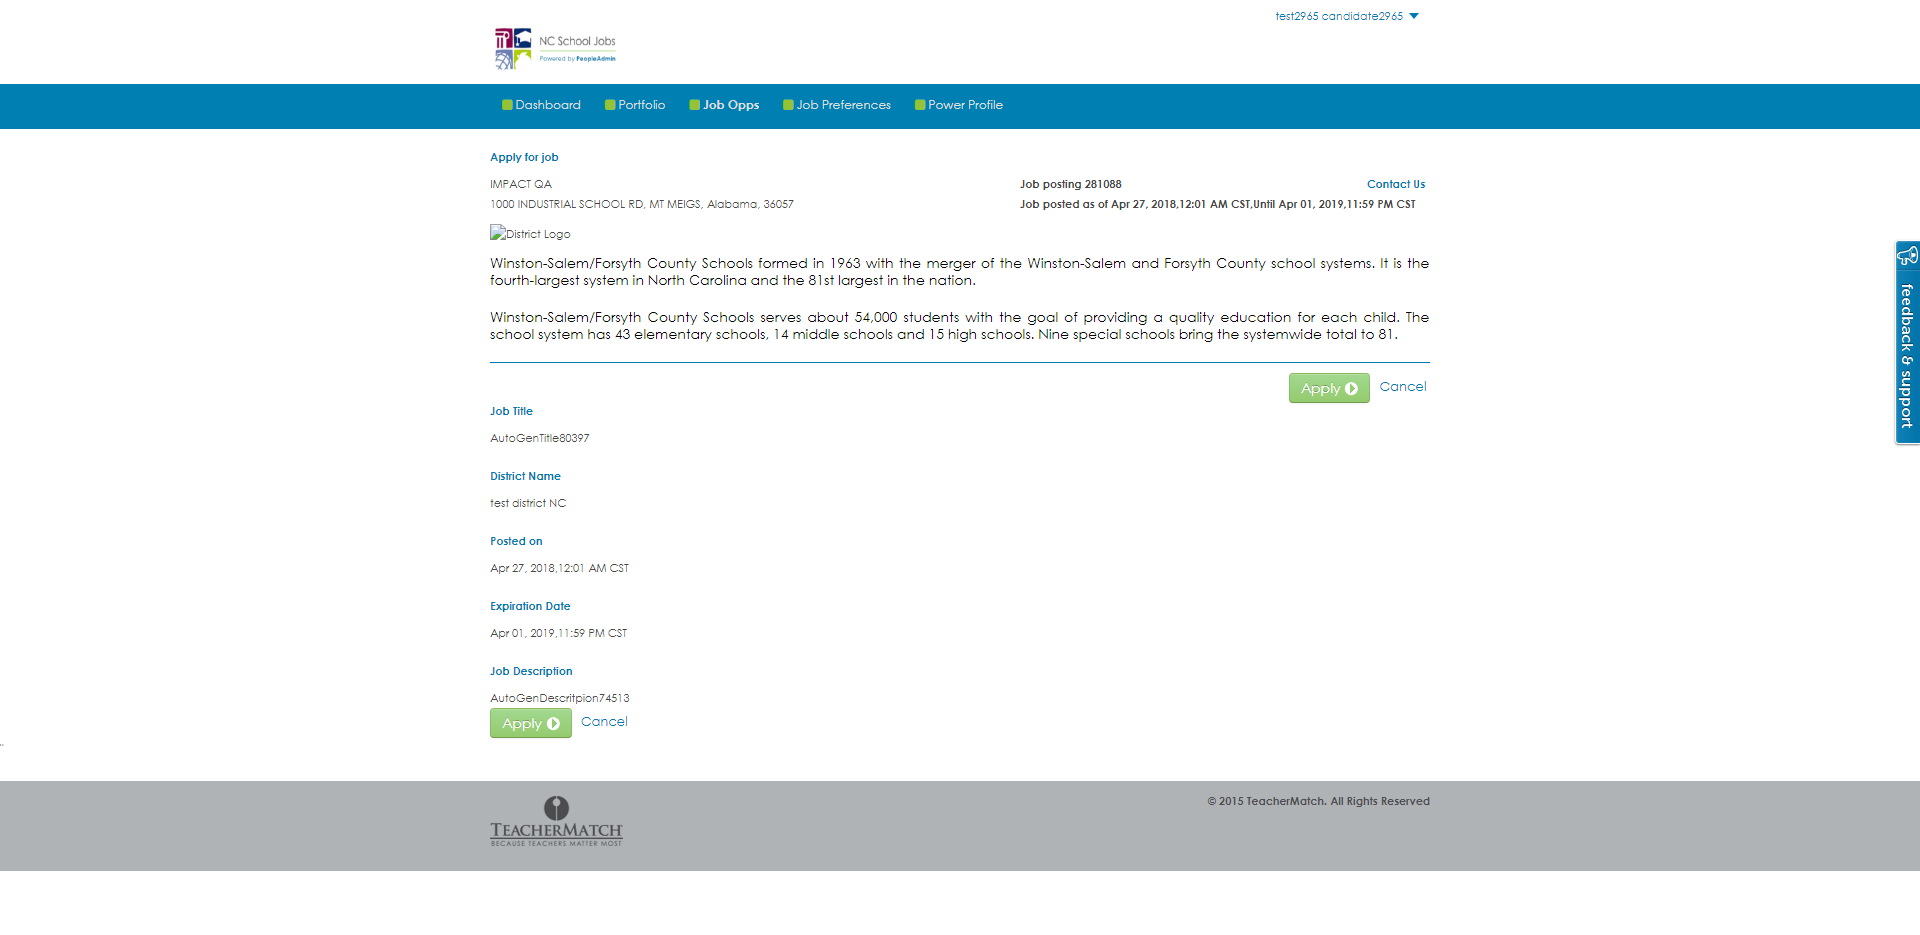 test2965 candidate2965
NC School Jobs
Powered by PeopleAdmin
Dashboard Portfolio Job Opps Job Preferences Power Profile
Apply for job
IMPACT QA
1000 INDUSTRIAL SCHOOL RD, MT MEIGS, Alabama, 36057
Job posting 281088
Contact Us
Job posted as of Apr 27, 2018,12:01 AM CST,Until Apr 01, 2019,11:59 PM CST
District Logo
Winston-Salem/Forsyth County Schools formed in 1963 with the merger of the Winston-Salem and Forsyth County school systems. It is the
fourth-largest system in North Carolina and the 81st largest in the nation.
Winston-Salem/Forsyth County Schools serves about 54,000 students with the goal of providing a quality education for each child. The
school system has 43 elementary schools, 14 middle schools and 15 high schools. Nine special schools bring the systemwide total to 81.
Apply Cancel
Job Title
AutoGenTitle80397
District Name
test district NC
Posted on
Apr 27, 2018,12:01 AM CST
Expiration Date
Apr 01, 2019,11:59 PM CST
Job Description
AutoGenDescritpion74513
Apply Cancel
feedback & support
TEACHERMATCH
BECAUSE TEACHERS MATTER MOST
© 2015 TeacherMatch. All Rights Reserved